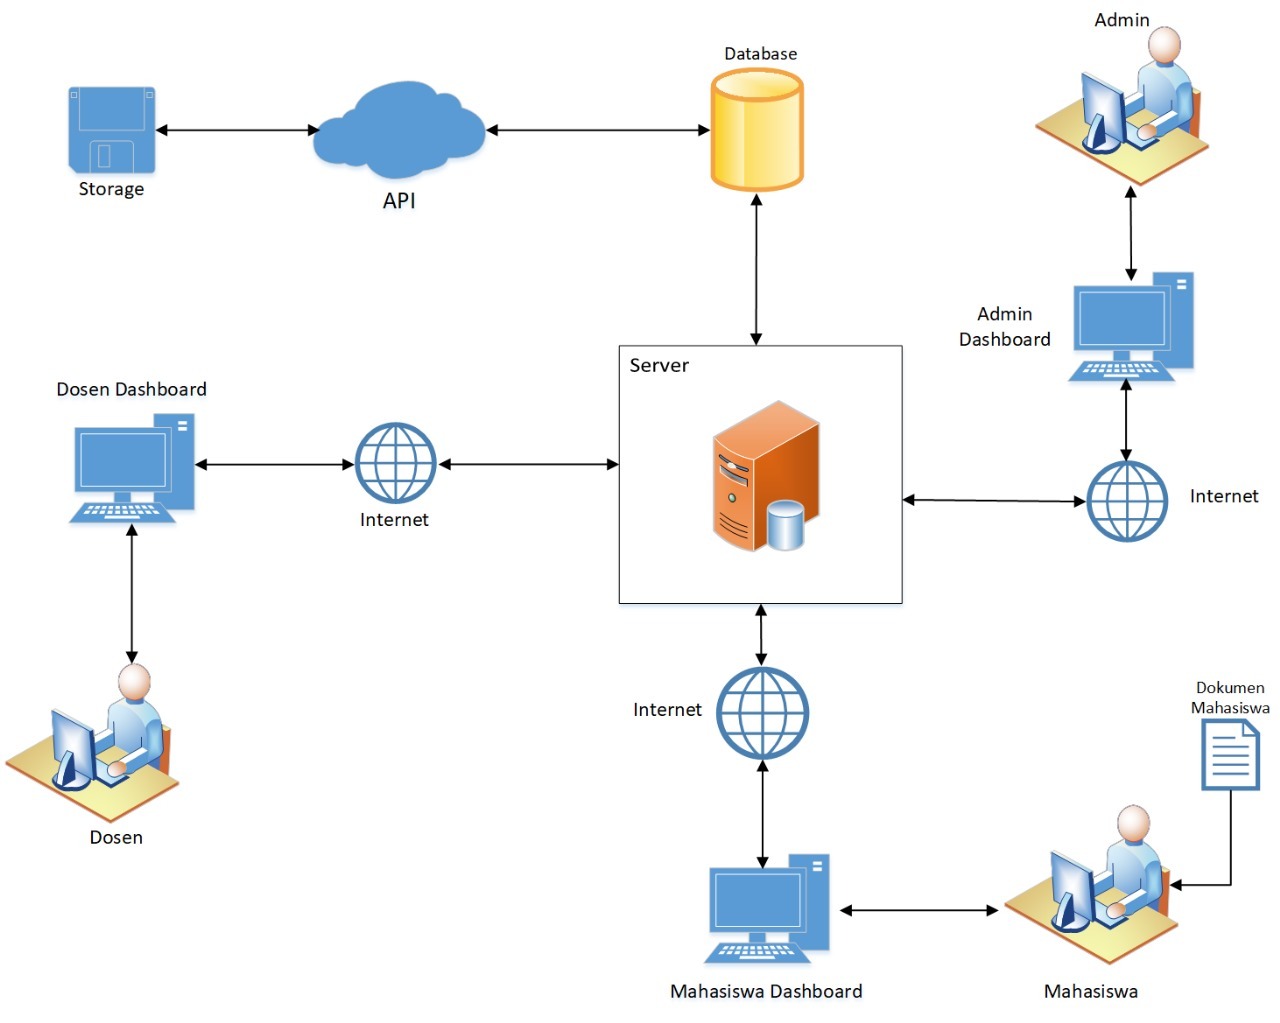 Admin
Database
Storage
API
Admin
Dashboard
Server
Dosen Dashboard
Internet
Internet
Internet
Dokumen
Mahasiswa
Dosen
Mahasiswa Dashboard
Mahasiswa